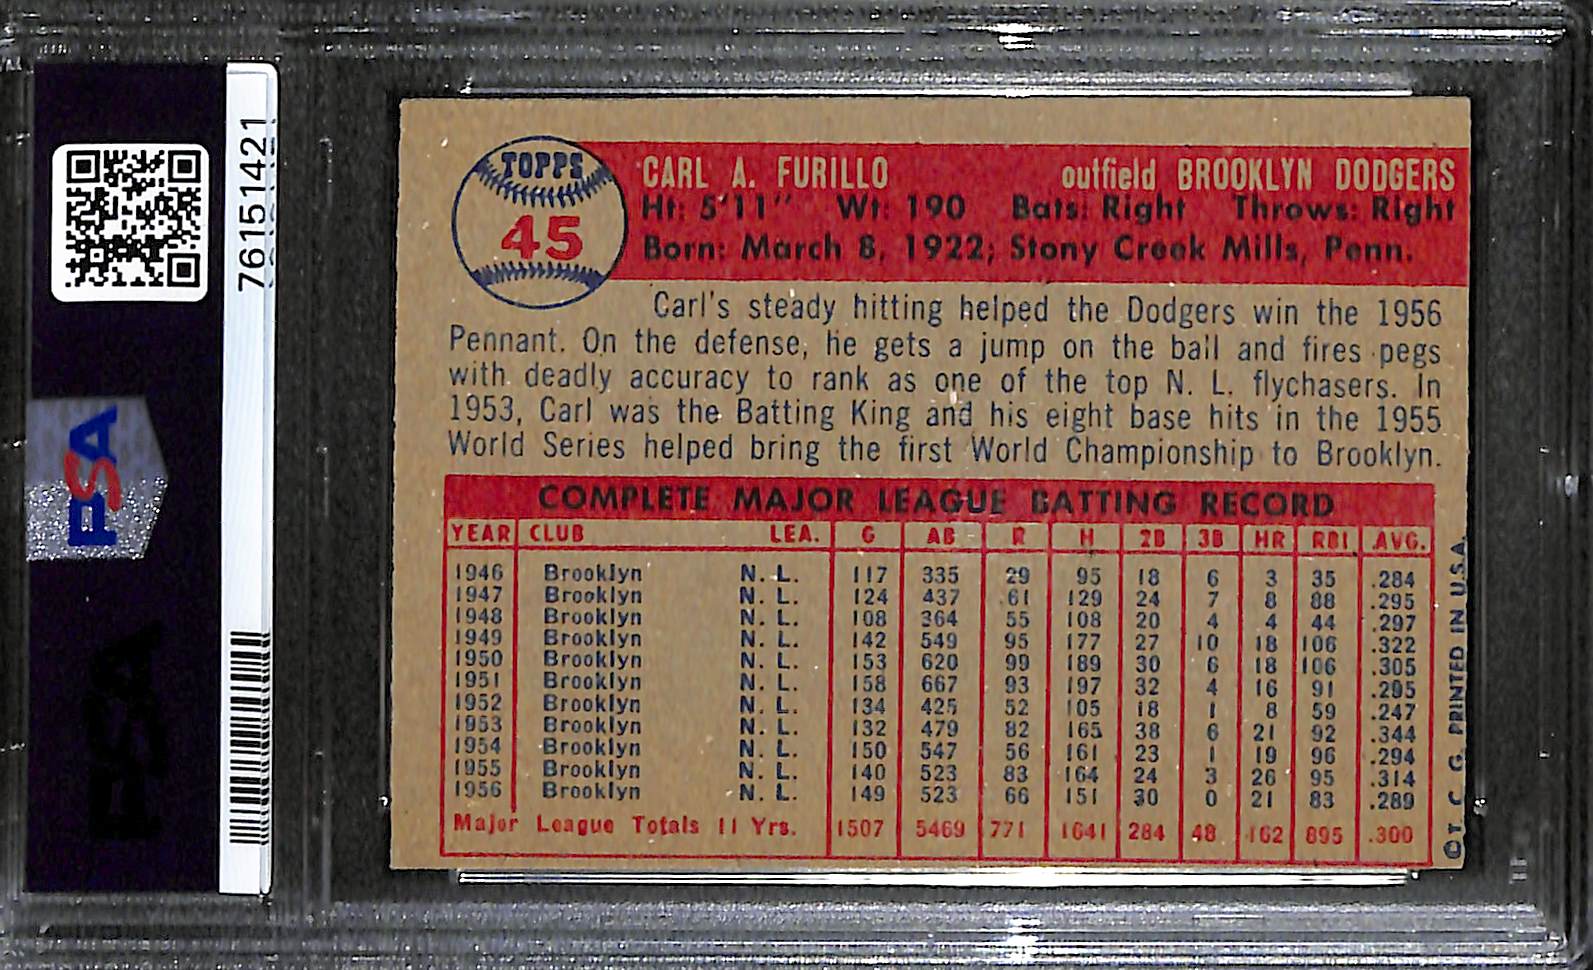 76151421
PSA
TOPPS
45
CARL A. FURILLO outfield BROOKLYN DODGERS
Ht: 5'11" Wt: 190 Bats: Right Throws: Right
Born: March 8, 1922; Stony Creek Mills, Penn.
Carl's steady hitting helped the Dodgers win the 1956
Pennant. On the defense, he gets a jump on the ball and fires pegs
with deadly accuracy to rank as one of the top N. L. flychasers. In
1953, Carl was the Batting King and his eight base hits in the 1955
World Series helped bring the first World Championship to Brooklyn.
COMPLETE MAJOR LEAGUE BATTING RECORD
YEAR CLUB LEA. G AB R H 2B 3B HR RBI AVG.
1946 Brooklyn N. L. 117 335 29 95 18 6 3 35 .284
1947 Brooklyn N. L. 124 437 61 129 24 7 8 88 .295
1948 Brooklyn N. L. 108 364 55 108 20 4 4 44 .297
1949 Brooklyn N. L. 142 549 95 177 27 10 18 106 .322
1950 Brooklyn N. L. 153 620 99 189 30 6 18 106 .305
1951 Brooklyn N. L. 158 667 93 197 32 4 16 91 .295
1952 Brooklyn N. L. 134 425 52 105 18 1 8 59 .247
1953 Brooklyn N. L. 132 479 82 165 38 6 21 92 .344
1954 Brooklyn N. L. 150 547 56 161 23 1 19 96 .294
1955 Brooklyn N. L. 140 523 83 164 24 3 26 95 .314
1956 Brooklyn N. L. 149 523 66 151 30 0 21 83 .289
Major League Totals 11 Yrs. 1507 5469 771 1641 284 48 162 895 .300
©T. C. G. PRINTED IN U.S.A.